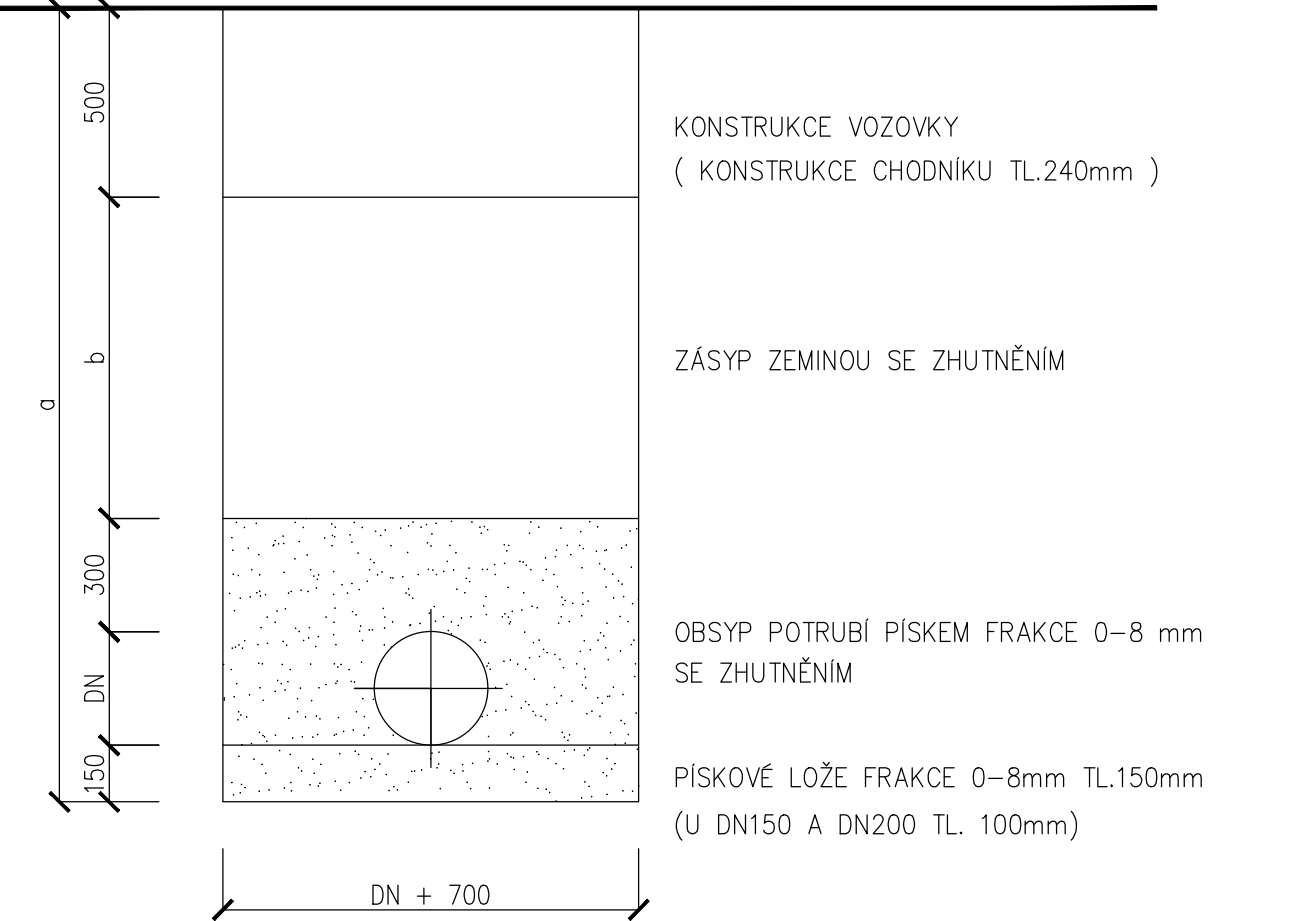 500
KONSTRUKCE VOZOVKY
( KONSTRUKCE CHODNÍKU TL.240mm )
b
ZÁSYP ZEMINOU SE ZHUTNĚNÍM
a
300
OBSYP POTRUBÍ PÍSKEM FRAKCE 0-8 mm
SE ZHUTNĚNÍM
DN
150
PÍSKOVÉ LOŽE FRAKCE 0-8mm TL.150mm
(U DN150 A DN200 TL. 100mm)
DN + 700